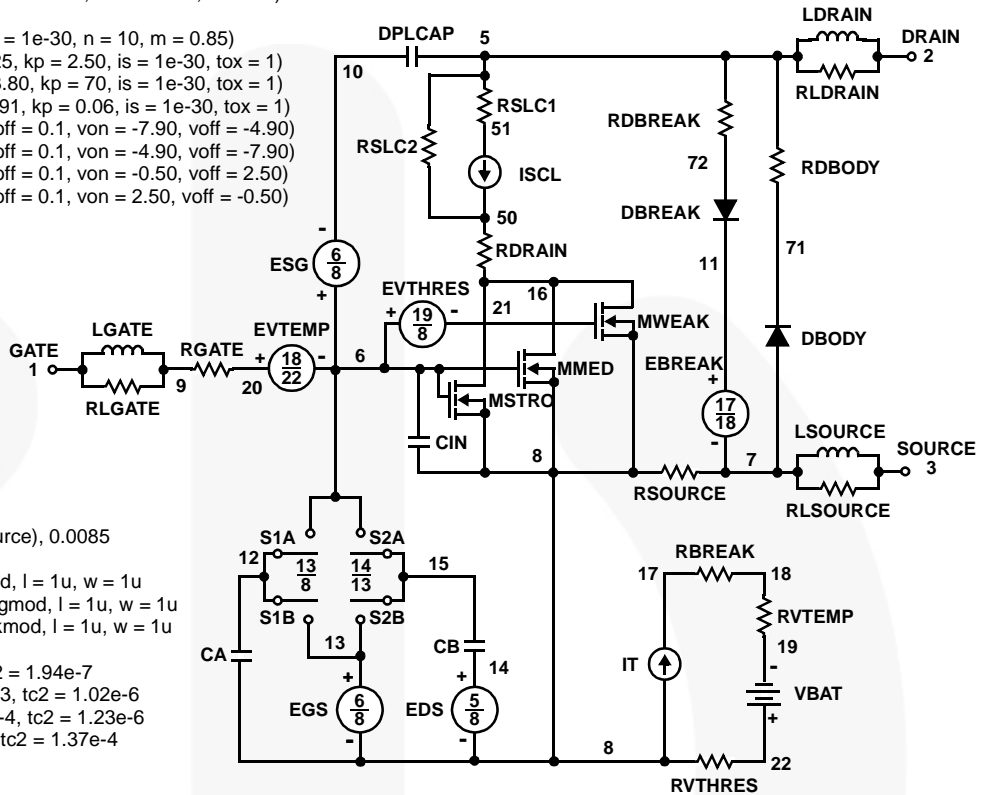 = 1e-30, n = 10, m = 0.85)
25, kp = 2.50, is = 1e-30, tox = 1)
3.80, kp = 70, is = 1e-30, tox = 1)
91, kp = 0.06, is = 1e-30, tox = 1)
off = 0.1, von = -7.90, voff = -4.90)
off = 0.1, von = -4.90, voff = -7.90)
off = 0.1, von = -0.50, voff = 2.50)
off = 0.1, von = 2.50, voff = -0.50)
LDRAIN
DPLCAP
5
DRAIN
2
10
RLDRAIN
RSLC1
51
RDBREAK
RSLC2
72
RDBODY
ISCL
DBREAK
50
RDRAIN
71
11
-
ESG
6
8
+
EVTHRES
16
+
19
8
-
21
MWEAK
LGATE
EVTEMP
GATE
1
RGATE
+
18
22
-
6
MMED
EBREAK
+
DBODY
9
20
MSTRO
RLGATE
17
18
-
CIN
LSOURCE
8
7
SOURCE
3
RSOURCE
RLSOURCE
urce), 0.0085
S1A
S2A
12
13
8
14
13
15
RBREAK
17
18
d, l = 1u, w = 1u
gmod, l = 1u, w = 1u
kmod, l = 1u, w = 1u
S1B
S2B
RVTEMP
13
CB
CA
14
IT
19
-
2 = 1.94e-7
3, tc2 = 1.02e-6
-4, tc2 = 1.23e-6
tc2 = 1.37e-4
+
+
VBAT
EGS
6
8
EDS
5
8
+
-
-
8
22
RVTHRES